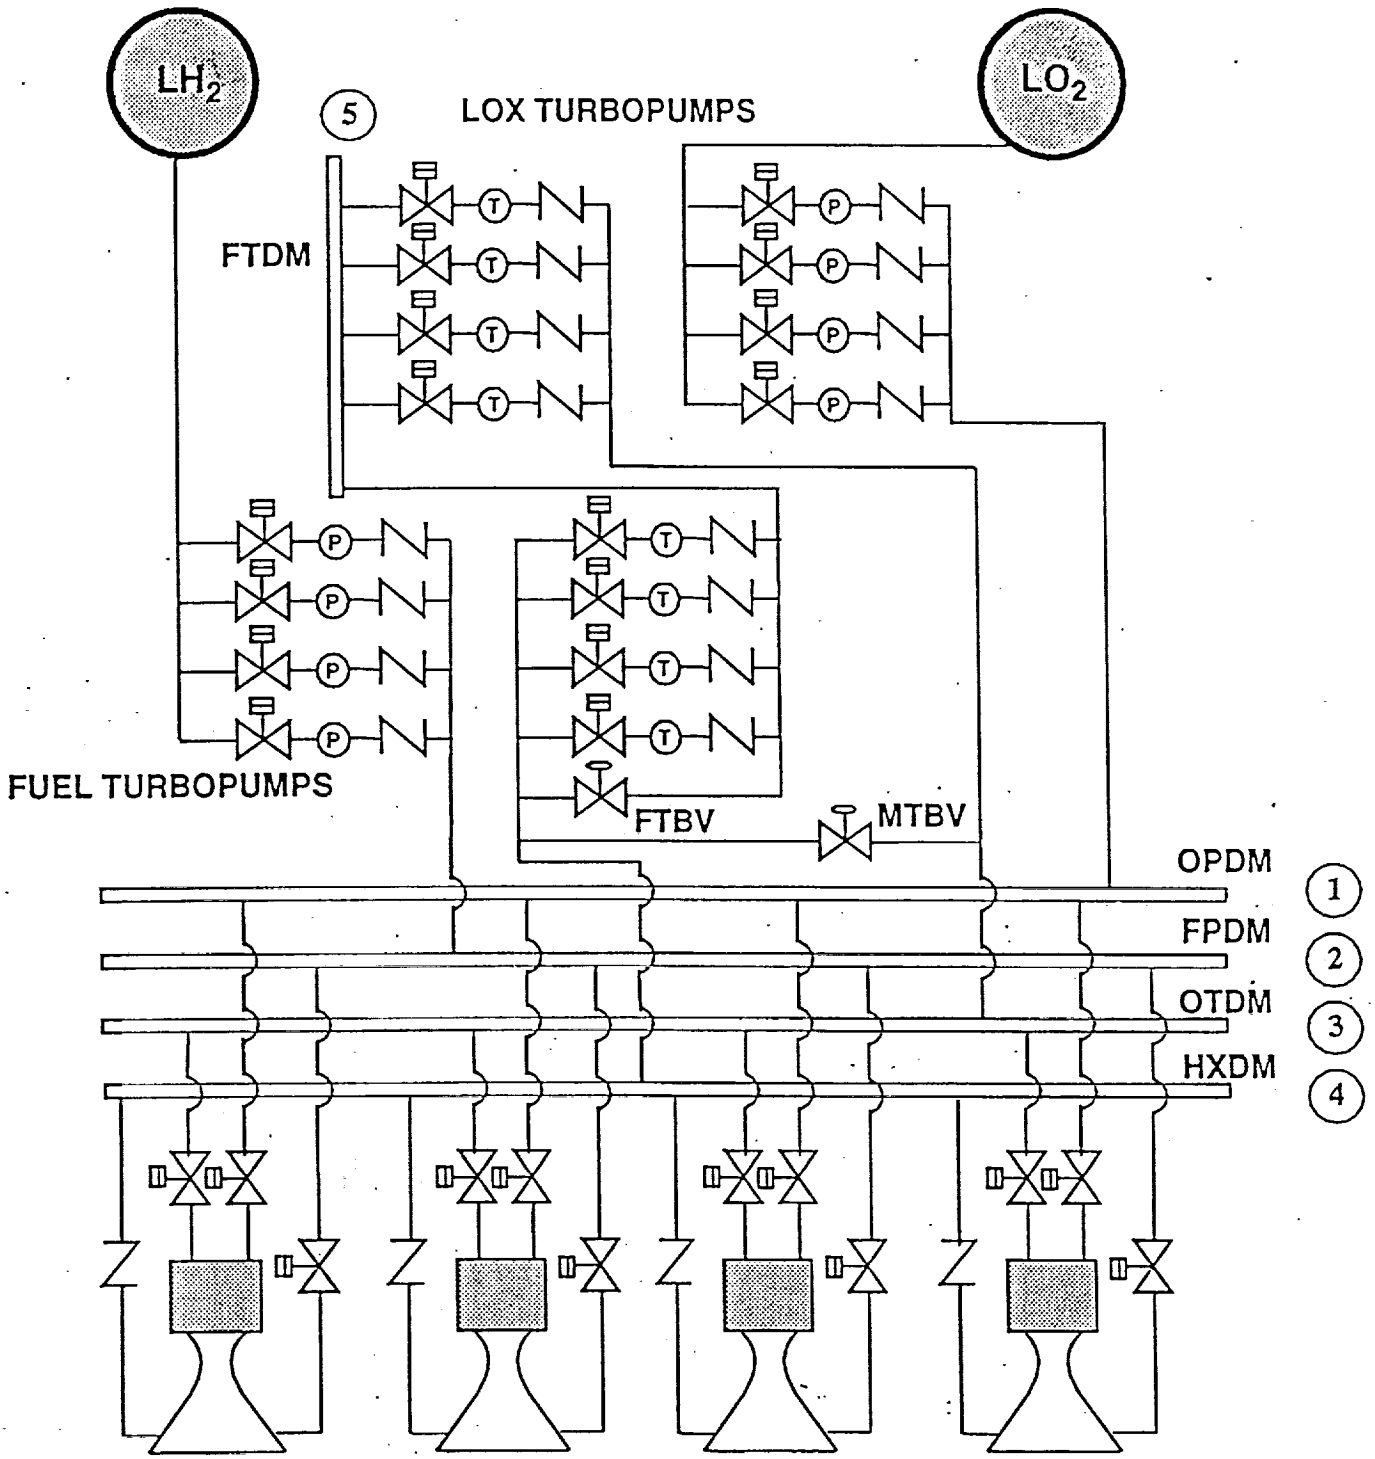 LH2
LO2
5
LOX TURBOPUMPS
T P
FTDM
T P
T P
T P
P T
P T
P T
P T
FUEL TURBOPUMPS
FTBV
MTBV
OPDM
1
FPDM
2
OTDM
3
HXDM
4